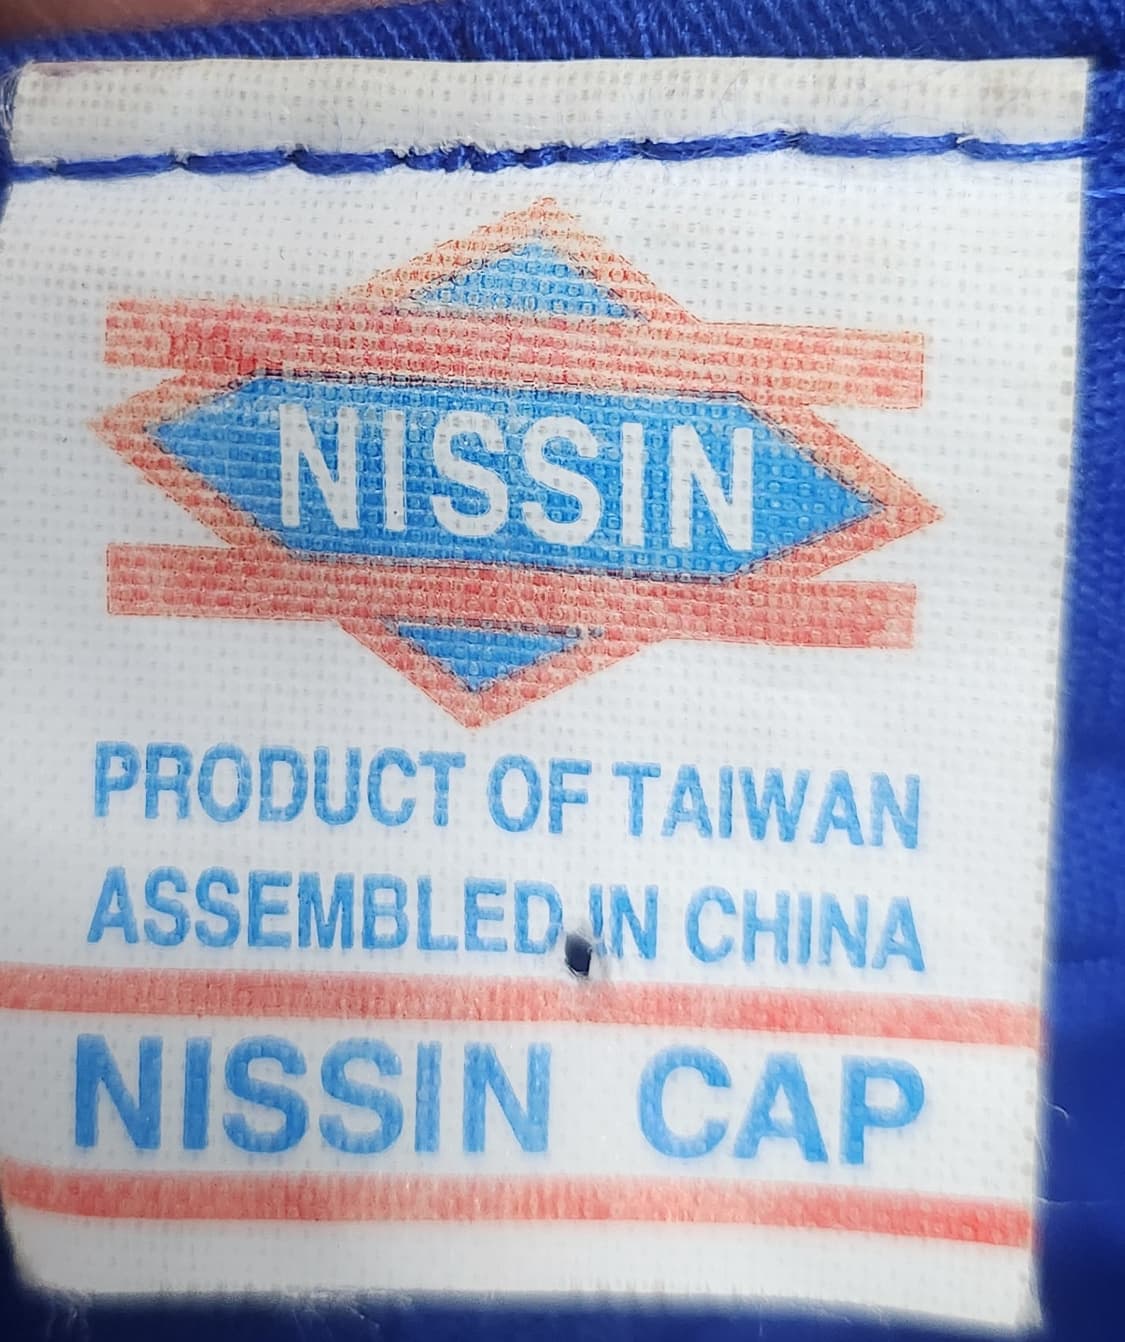 NISSIN
PRODUCT OF TAIWAN
ASSEMBLED IN CHINA
NISSIN CAP